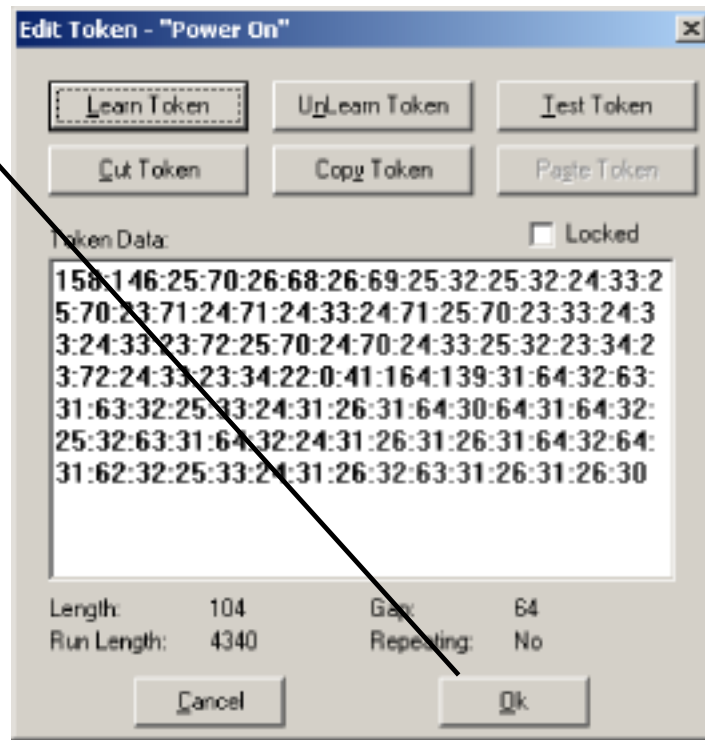 Edit Token - "Power On"
Learn Token UnLearn Token Test Token
Cut Token Copy Token Paste Token
Token Data: Locked
158:146:25:70:26:68:26:69:25:32:25:32:24:33:2
5:70:23:71:24:71:24:33:24:71:25:70:23:33:24:3
3:24:33:23:72:25:70:24:70:24:33:25:32:23:34:2
3:72:24:33:23:34:22:0:41:164:139:31:64:32:63:
31:63:32:25:33:24:31:26:31:64:30:64:31:64:32:
25:32:63:31:64:32:24:31:26:31:26:31:64:32:64:
31:62:32:25:33:24:31:26:32:63:31:26:31:26:30
Length: 104 Gap: 64
Run Length: 4340 Repeating: No
Cancel Ok